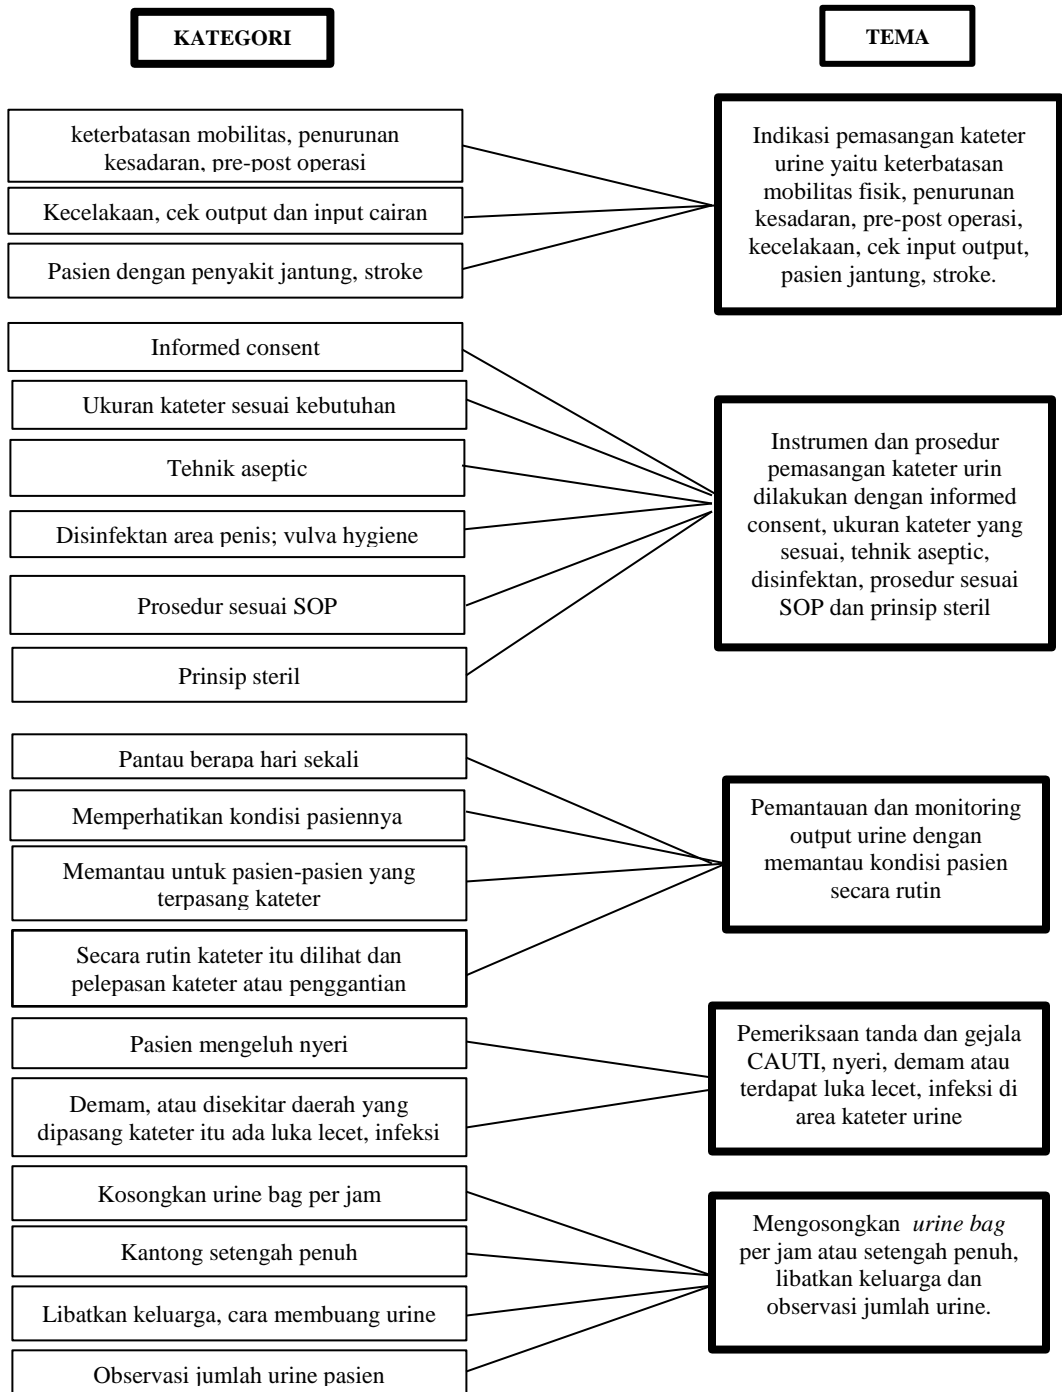 KATEGORI
TEMA
keterbatasan mobilitas, penurunan
kesadaran, pre-post operasi
Kecelakaan, cek output dan input cairan
Pasien dengan penyakit jantung, stroke
Indikasi pemasangan kateter
urine yaitu keterbatasan
mobilitas fisik, penurunan
kesadaran, pre-post operasi,
kecelakaan, cek input output,
pasien jantung, stroke.
Informed consent
Ukuran kateter sesuai kebutuhan
Tehnik aseptic
Disinfektan area penis; vulva hygiene
Prosedur sesuai SOP
Prinsip steril
Instrumen dan prosedur
pemasangan kateter urin
dilakukan dengan informed
consent, ukuran kateter yang
sesuai, tehnik aseptic,
disinfektan, prosedur sesuai
SOP dan prinsip steril
Pantau berapa hari sekali
Memperhatikan kondisi pasiennya
Memantau untuk pasien-pasien yang
terpasang kateter
Secara rutin kateter itu dilihat dan
pelepasan kateter atau penggantian
Pemantauan dan monitoring
output urine dengan
memantau kondisi pasien
secara rutin
Pasien mengeluh nyeri
Demam, atau disekitar daerah yang
dipasang kateter itu ada luka lecet, infeksi
Pemeriksaan tanda dan gejala
CAUTI, nyeri, demam atau
terdapat luka lecet, infeksi di
area kateter urine
Kosongkan urine bag per jam
Kantong setengah penuh
Libatkan keluarga, cara membuang urine
Observasi jumlah urine pasien
Mengosongkan urine bag
per jam atau setengah penuh,
libatkan keluarga dan
observasi jumlah urine.